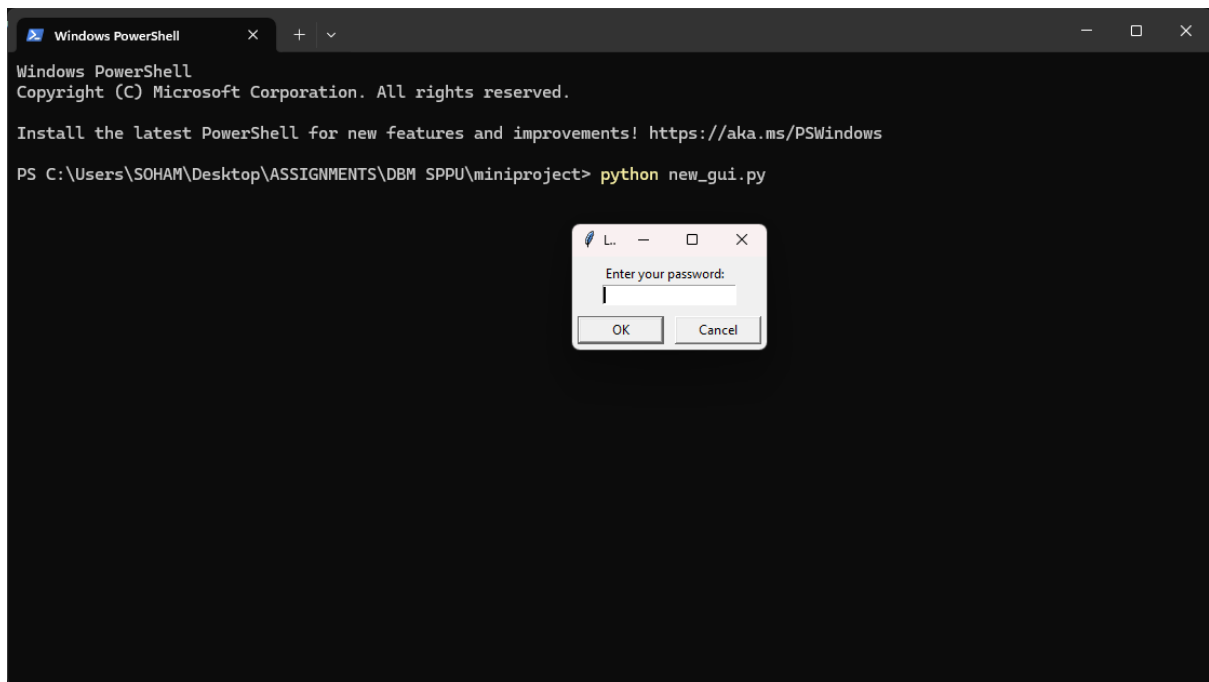 Windows PowerShell
Windows PowerShell
Copyright (C) Microsoft Corporation. All rights reserved.
Install the latest PowerShell for new features and improvements! https://aka.ms/PSWindows
PS C:\Users\SOHAM\Desktop\ASSIGNMENTS\DBM SPPU\miniproject> python new_gui.py
L..
Enter your password:
OK Cancel